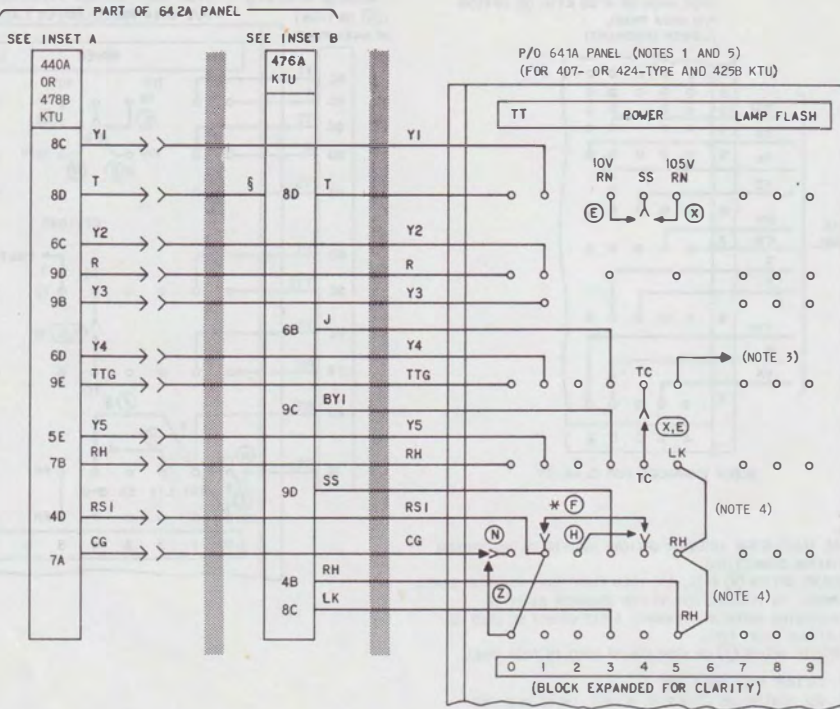 PART OF 642A PANEL
SEE INSET A
SEE INSET B
440A
OR
478B
KTU
476A
KTU
P/O 641A PANEL (NOTES 1 AND 5)
(FOR 407- OR 424-TYPE AND 425B KTU)
TT POWER LAMP FLASH
8C Y1 Y1
10V
RN
SS
105V
RN
8D T § 8D T
E X
6C Y2 Y2
9D R R
9B Y3 Y3
6B J
6D Y4 Y4
TC (NOTE 3)
9E TTG TTG
9C BY1
X,E
5E Y5 Y5
LK
7B RH RH
TC
9D SS
* F (NOTE 4)
4D RS1 RS1
N H
7A CG CG RH
4B RH
Z (NOTE 4)
8C LK
RH
0 1 2 3 4 5 6 7 8 9
(BLOCK EXPANDED FOR CLARITY)